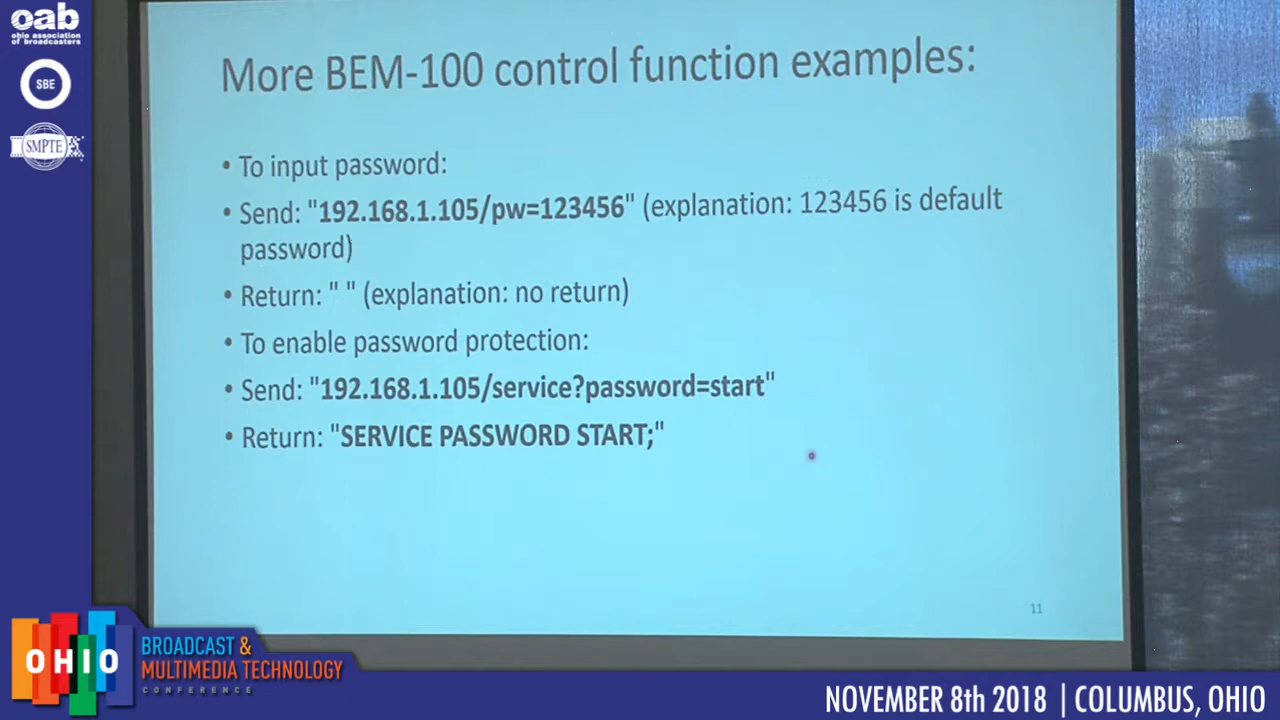 oab
ohio association
of broadcasters
SBE
SMPTE
More BEM-100 control function examples:
• To input password:
• Send: "192.168.1.105/pw=123456" (explanation: 123456 is default
password)
• Return: " " (explanation: no return)
• To enable password protection:
• Send: "192.168.1.105/service?password=start"
• Return: "SERVICE PASSWORD START;"
11
OHIO
BROADCAST &
MULTIMEDIA TECHNOLOGY
CONFERENCE
NOVEMBER 8th 2018 | COLUMBUS, OHIO